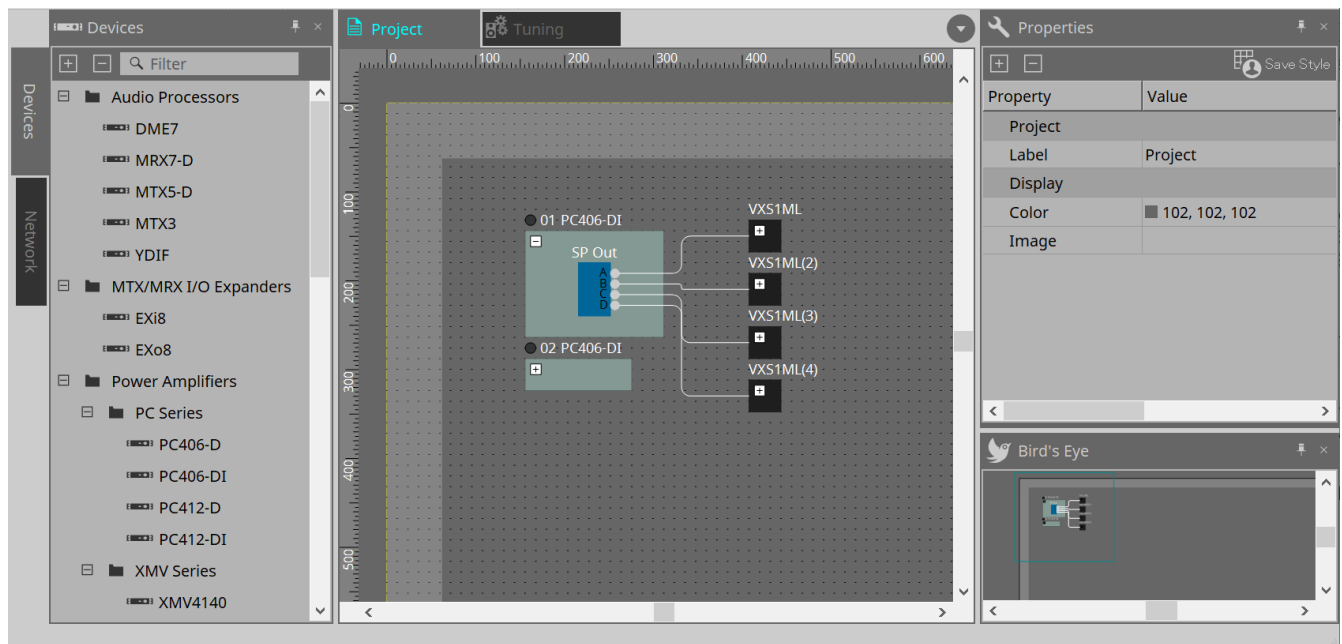 Devices
Filter
Devices
Network
Audio Processors
DME7
MRX7-D
MTX5-D
MTX3
YDIF
MTX/MRX I/O Expanders
EXi8
EXo8
Power Amplifiers
PC Series
PC406-D
PC406-DI
PC412-D
PC412-DI
XMV Series
XMV4140
Project
Tuning
0 100 200 300 400 500 600
0
100
200
300
400
500
01 PC406-DI
SP Out
A
B
C
D
02 PC406-DI
VXS1ML
VXS1ML(2)
VXS1ML(3)
VXS1ML(4)
Properties
Save Style
Property Value
Project
Label Project
Display
Color 102, 102, 102
Image
Bird's Eye